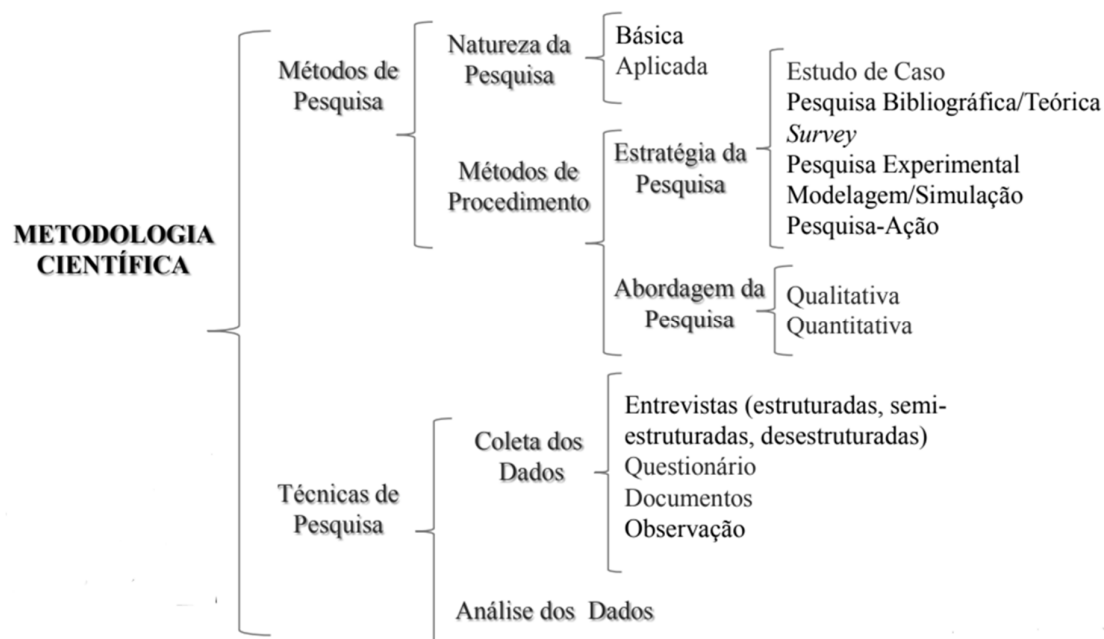 METODOLOGIA
CIENTÍFICA
Métodos de
Pesquisa
Natureza da
Pesquisa
Básica
Aplicada
Métodos de
Procedimento
Estratégia da
Pesquisa
Estudo de Caso
Pesquisa Bibliográfica/Teórica
Survey
Pesquisa Experimental
Modelagem/Simulação
Pesquisa-Ação
Abordagem da
Pesquisa
Qualitativa
Quantitativa
Técnicas de
Pesquisa
Coleta dos
Dados
Entrevistas (estruturadas, semi-
estruturadas, desestruturadas)
Questionário
Documentos
Observação
Análise dos Dados